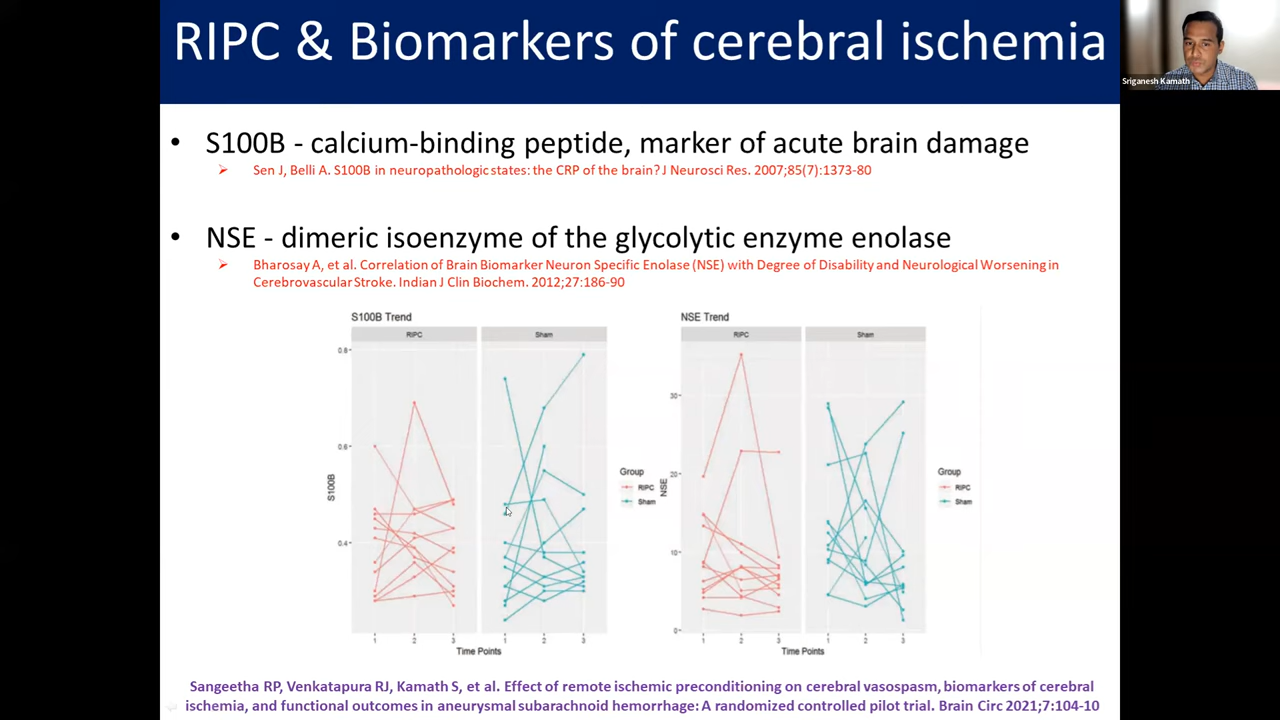 RIPC & Biomarkers of cerebral ischemia
Sriganesh Kamath
• S100B - calcium-binding peptide, marker of acute brain damage
➢ Sen J, Belli A. S100B in neuropathologic states: the CRP of the brain? J Neurosci Res. 2007;85(7):1373-80
• NSE - dimeric isoenzyme of the glycolytic enzyme enolase
➢ Bharosay A, et al. Correlation of Brain Biomarker Neuron Specific Enolase (NSE) with Degree of Disability and Neurological Worsening in
Cerebrovascular Stroke. Indian J Clin Biochem. 2012;27:186-90
S100B Trend
RIPC
Sham
0.8
0.6
0.4
S100B
1 2 3
1 2 3
Time Points
Group
RIPC
Sham
NSE Trend
RIPC
Sham
30
20
10
0
NSE
1 2 3
1 2 3
Time Points
Group
RIPC
Sham
Sangeetha RP, Venkatapura RJ, Kamath S, et al. Effect of remote ischemic preconditioning on cerebral vasospasm, biomarkers of cerebral
ischemia, and functional outcomes in aneurysmal subarachnoid hemorrhage: A randomized controlled pilot trial. Brain Circ 2021;7:104-10